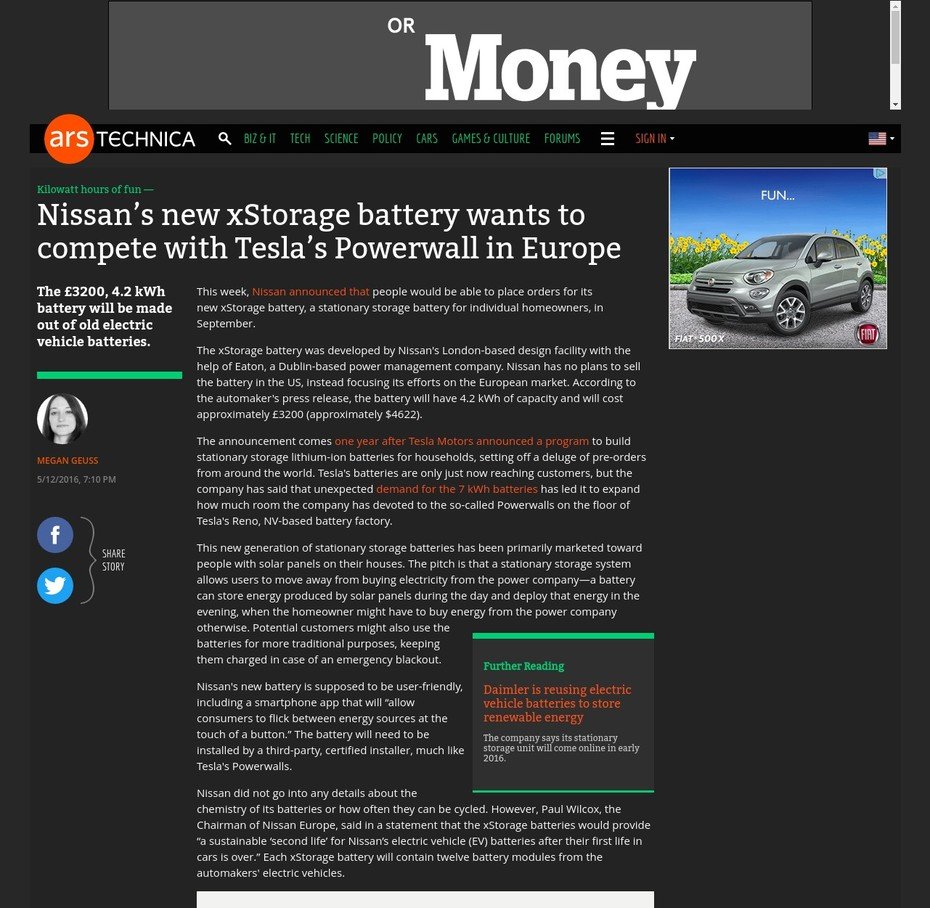 OR
Money
ars TECHNICA
BIZ & IT TECH SCIENCE POLICY CARS GAMES & CULTURE FORUMS SIGN IN
Kilowatt hours of fun —
Nissan’s new xStorage battery wants to
compete with Tesla’s Powerwall in Europe
FUN...
FIAT 500X
FIAT
The £3200, 4.2 kWh
battery will be made
out of old electric
vehicle batteries.
MEGAN GEUSS
5/12/2016, 7:10 PM
SHARE
STORY
This week, Nissan announced that people would be able to place orders for its
new xStorage battery, a stationary storage battery for individual homeowners, in
September.
The xStorage battery was developed by Nissan's London-based design facility with the
help of Eaton, a Dublin-based power management company. Nissan has no plans to sell
the battery in the US, instead focusing its efforts on the European market. According to
the automaker's press release, the battery will have 4.2 kWh of capacity and will cost
approximately £3200 (approximately $4622).
The announcement comes one year after Tesla Motors announced a program to build
stationary storage lithium-ion batteries for households, setting off a deluge of pre-orders
from around the world. Tesla's batteries are only just now reaching customers, but the
company has said that unexpected demand for the 7 kWh batteries has led it to expand
how much room the company has devoted to the so-called Powerwalls on the floor of
Tesla's Reno, NV-based battery factory.
This new generation of stationary storage batteries has been primarily marketed toward
people with solar panels on their houses. The pitch is that a stationary storage system
allows users to move away from buying electricity from the power company—a battery
can store energy produced by solar panels during the day and deploy that energy in the
evening, when the homeowner might have to buy energy from the power company
otherwise. Potential customers might also use the
batteries for more traditional purposes, keeping
them charged in case of an emergency blackout.
Further Reading
Daimler is reusing electric
vehicle batteries to store
renewable energy
The company says its stationary
storage unit will come online in early
2016.
Nissan's new battery is supposed to be user-friendly,
including a smartphone app that will “allow
consumers to flick between energy sources at the
touch of a button.” The battery will need to be
installed by a third-party, certified installer, much like
Tesla's Powerwalls.
Nissan did not go into any details about the
chemistry of its batteries or how often they can be cycled. However, Paul Wilcox, the
Chairman of Nissan Europe, said in a statement that the xStorage batteries would provide
“a sustainable ‘second life’ for Nissan’s electric vehicle (EV) batteries after their first life in
cars is over.” Each xStorage battery will contain twelve battery modules from the
automakers' electric vehicles.